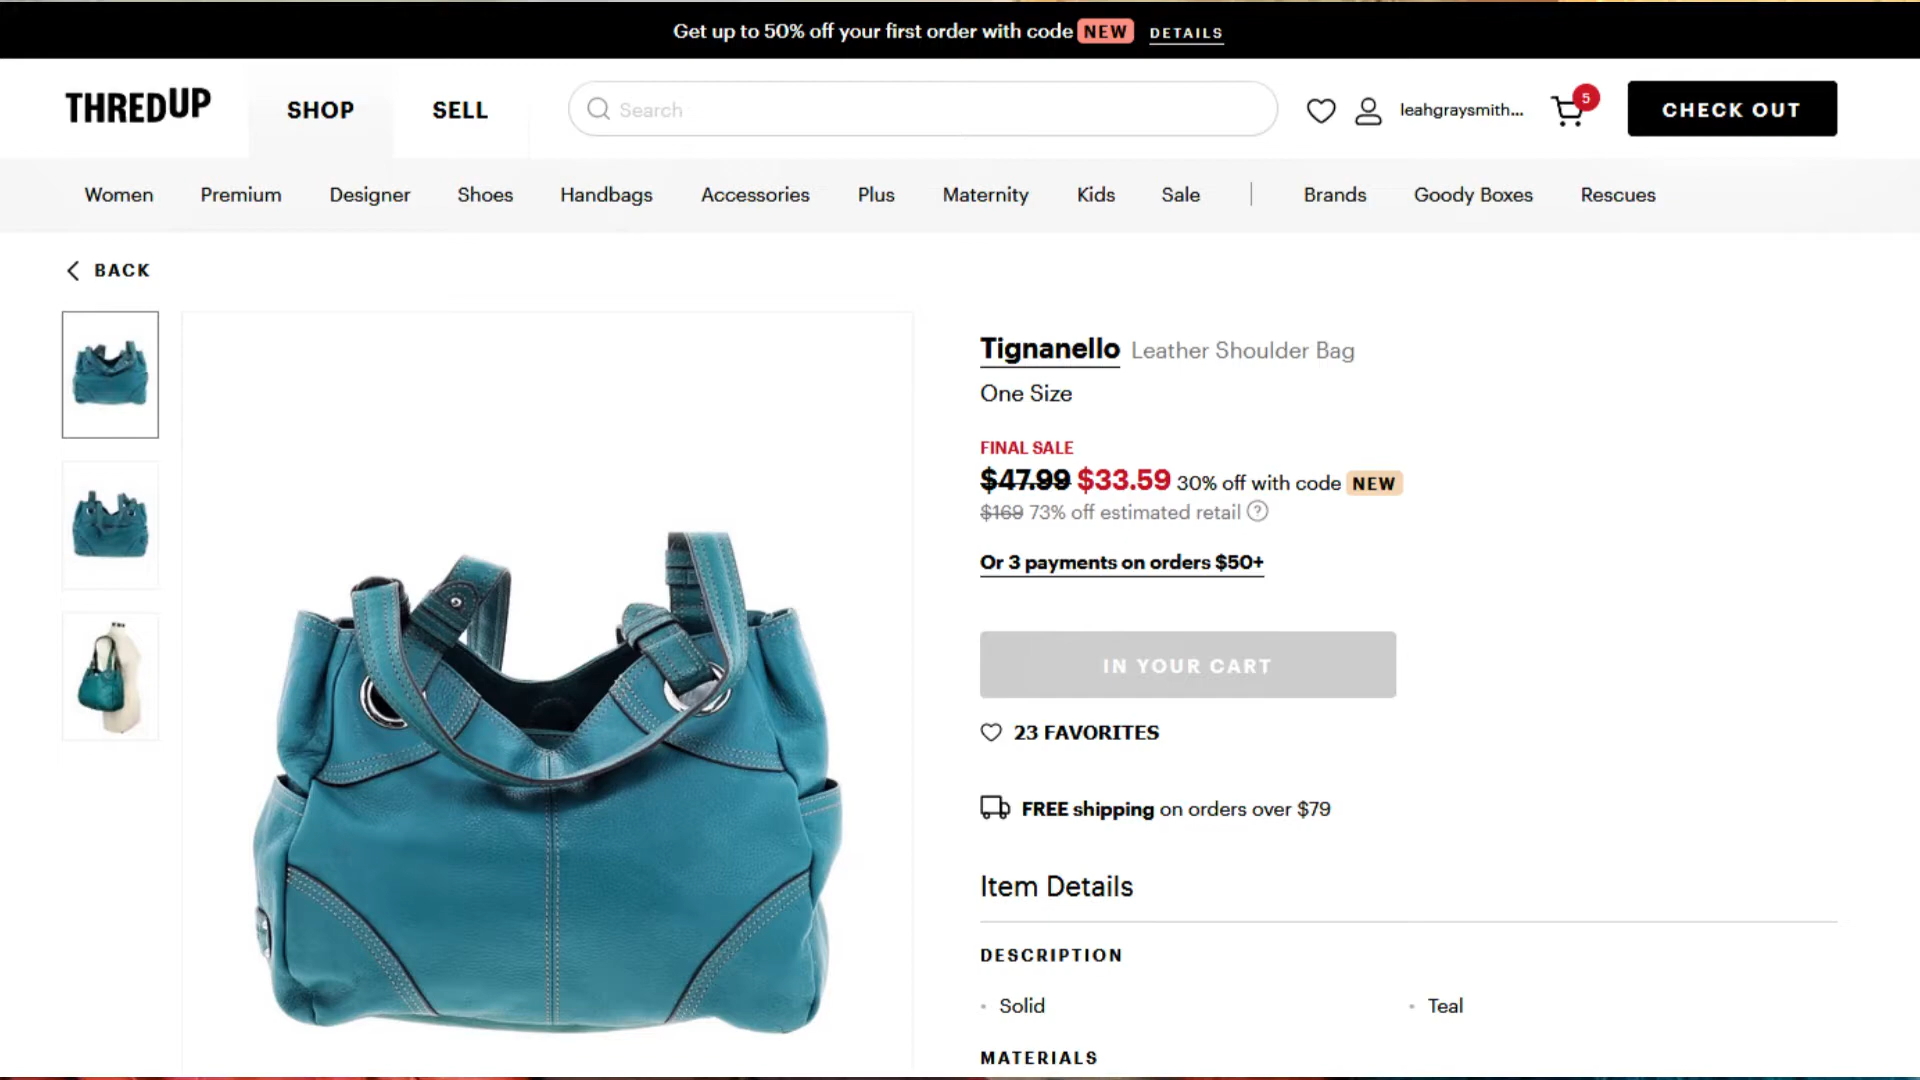 Get up to 50% off your first order with code NEW DETAILS
THREDUP SHOP SELL Search leahgraysmith... 5 CHECK OUT
Women Premium Designer Shoes Handbags Accessories Plus Maternity Kids Sale | Brands Goody Boxes Rescues
BACK
Tignanello Leather Shoulder Bag
One Size
FINAL SALE
$47.99 $33.59 30% off with code NEW
$169 73% off estimated retail ?
Or 3 payments on orders $50+
IN YOUR CART
23 FAVORITES
FREE shipping on orders over $79
Item Details
DESCRIPTION
• Solid • Teal
MATERIALS